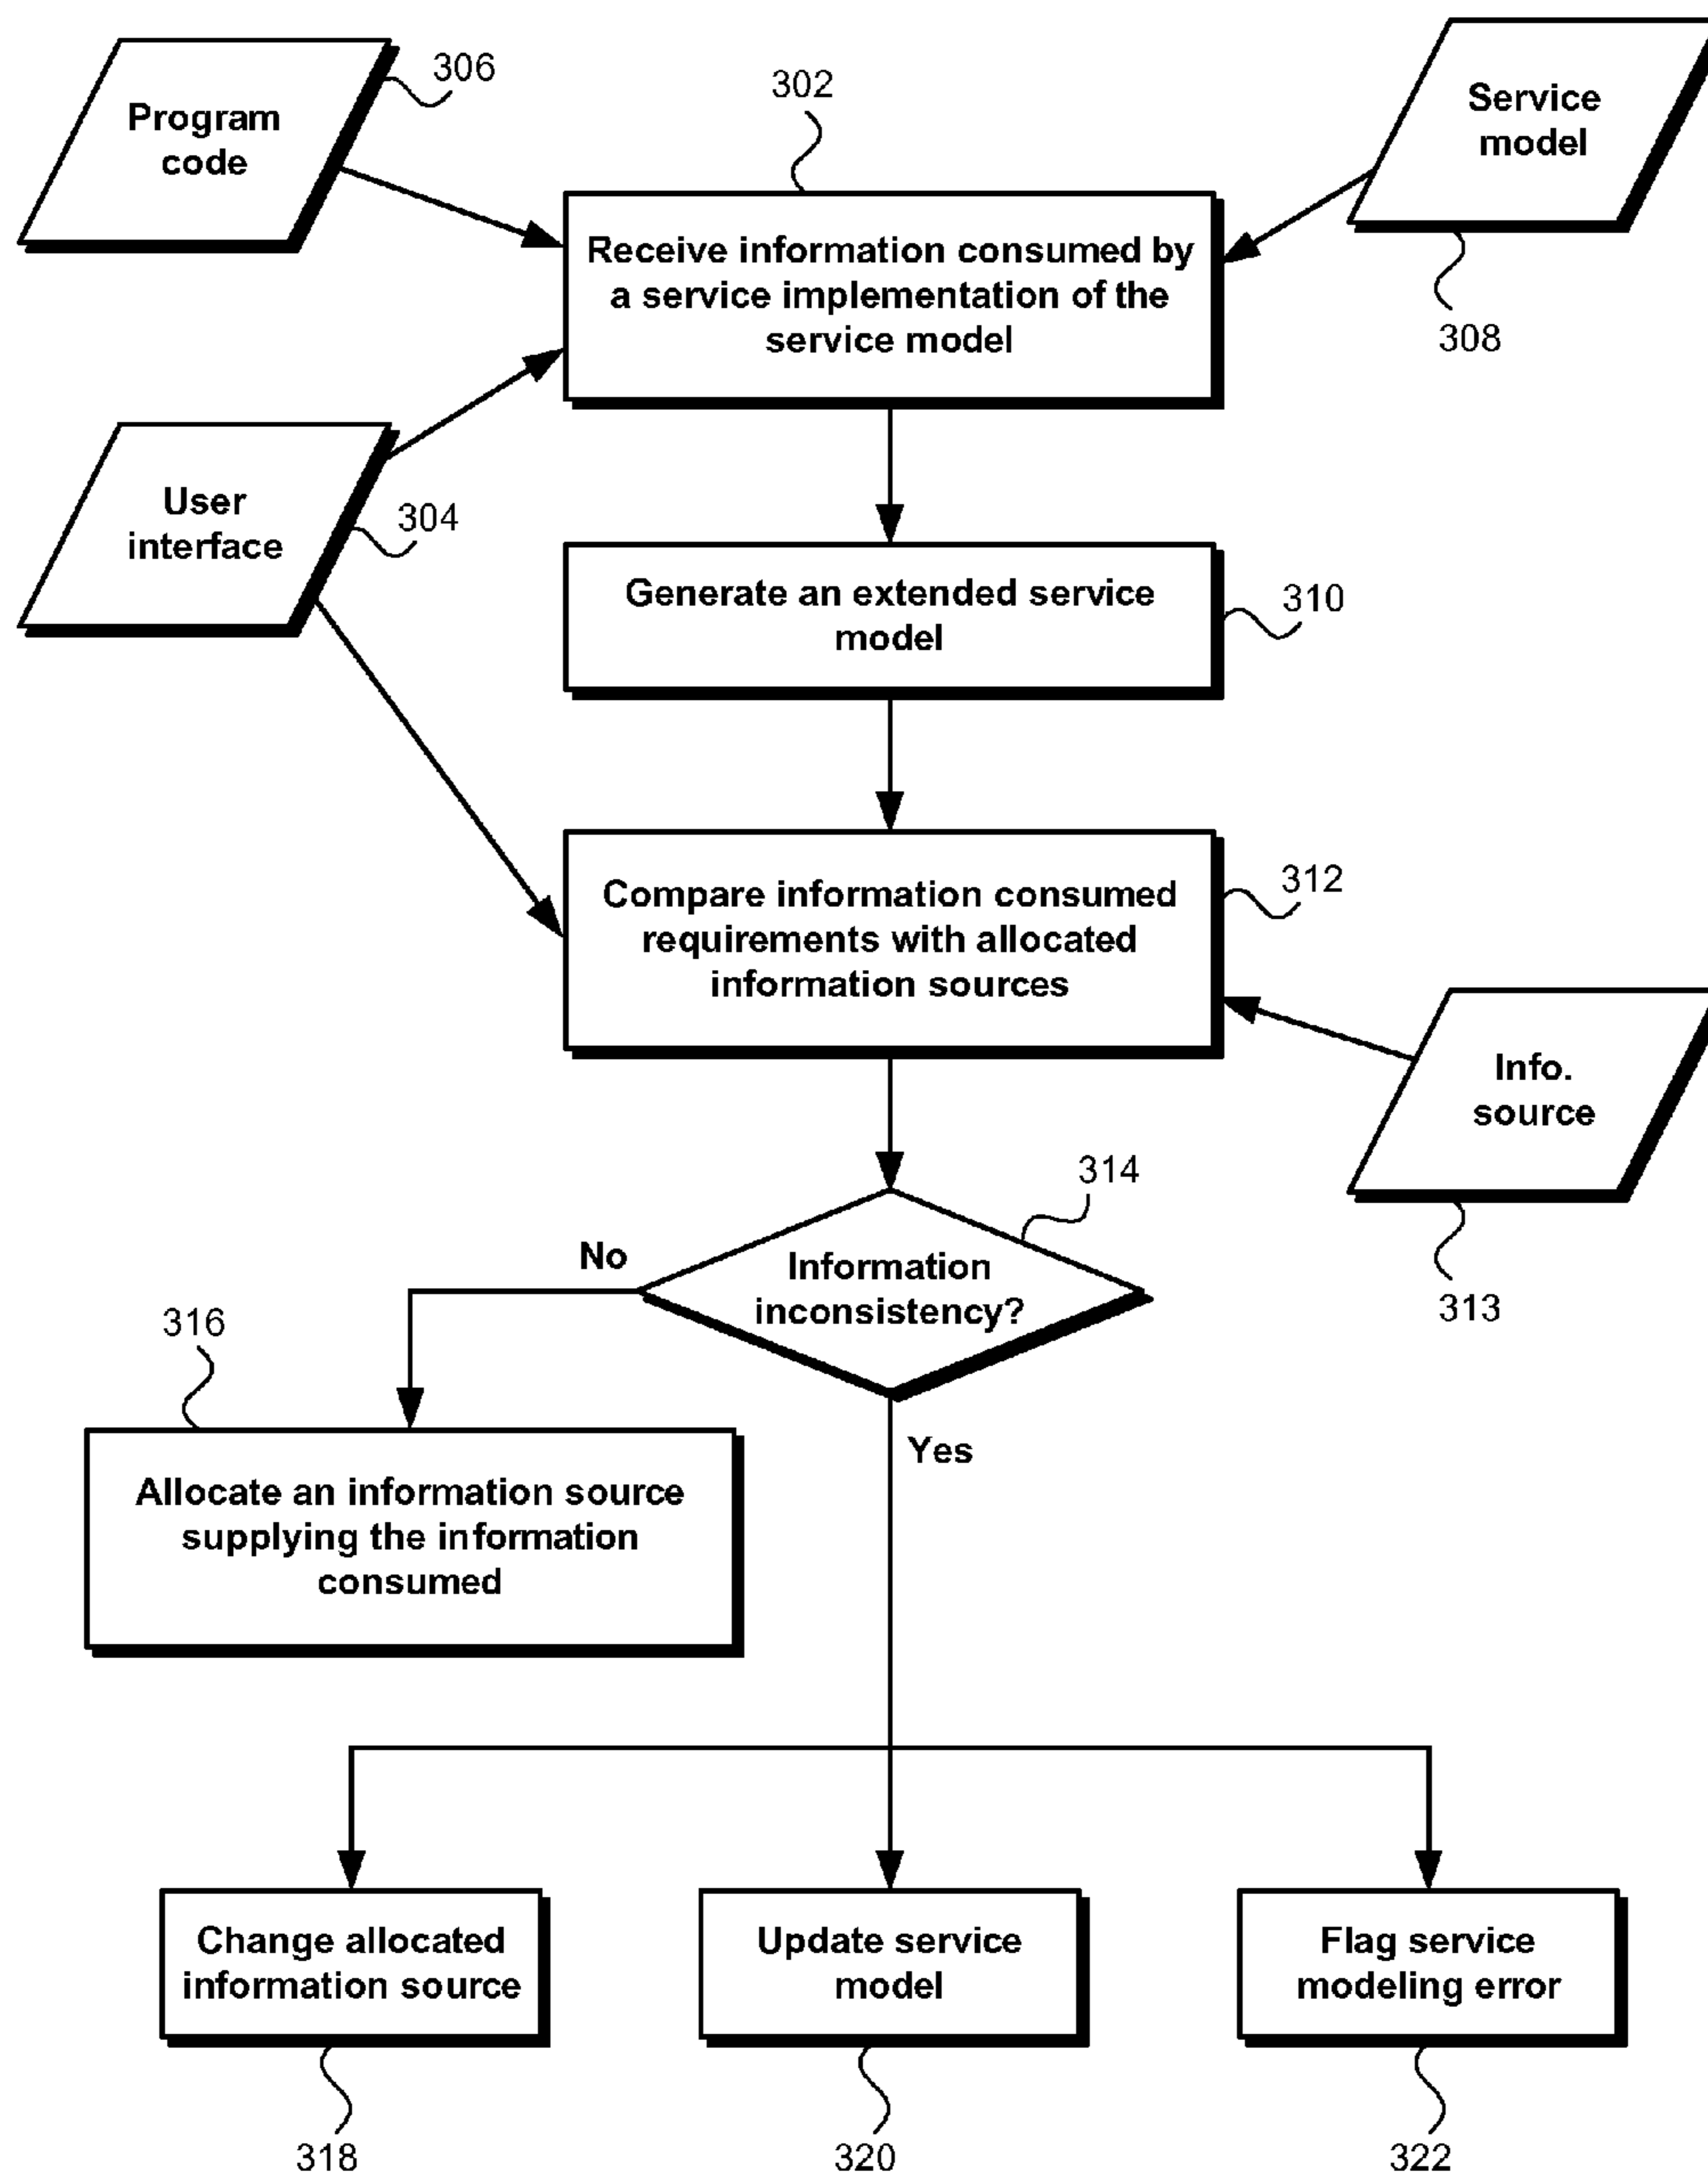 306
302
Program
code
Service
model
Receive information consumed by
a service implementation of the
service model
308
User
interface
304
Generate an extended service
model
310
Compare information consumed
requirements with allocated
information sources
312
Info.
source
313
314
No
Information
inconsistency?
316
Yes
Allocate an information source
supplying the information
consumed
Change allocated
information source
Update service
model
Flag service
modeling error
318
320
322